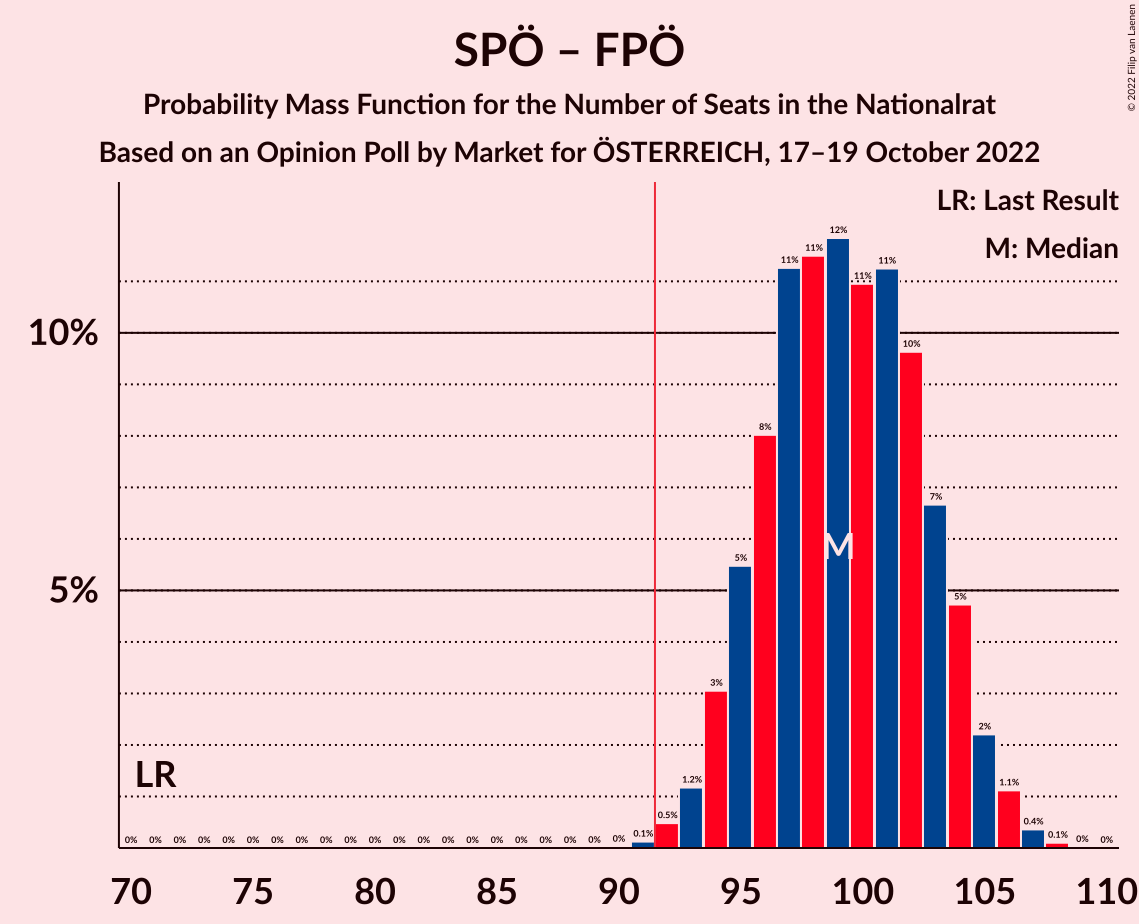 SPÖ – FPÖ
Probability Mass Function for the Number of Seats in the Nationalrat
Based on an Opinion Poll by Market for ÖSTERREICH, 17–19 October 2022
© 2022 Filip van Laenen
LR: Last Result
M: Median
10%
5%
LR
M
0% 0% 0% 0% 0% 0% 0% 0% 0% 0% 0% 0% 0% 0% 0% 0% 0% 0% 0% 0% 0% 0.1% 0.5% 1.2% 3% 5% 8% 11% 11% 12% 11% 11% 10% 7% 5% 2% 1.1% 0.4% 0.1% 0% 0%
70 75 80 85 90 95 100 105 110